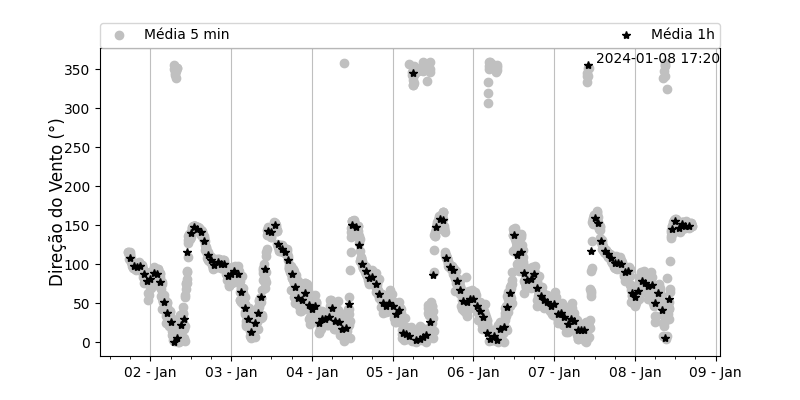 Média 5 min
Média 1h
2024-01-08 17:20
Direção do Vento (°)
350
300
250
200
150
100
50
0
02 - Jan
03 - Jan
04 - Jan
05 - Jan
06 - Jan
07 - Jan
08 - Jan
09 - Jan